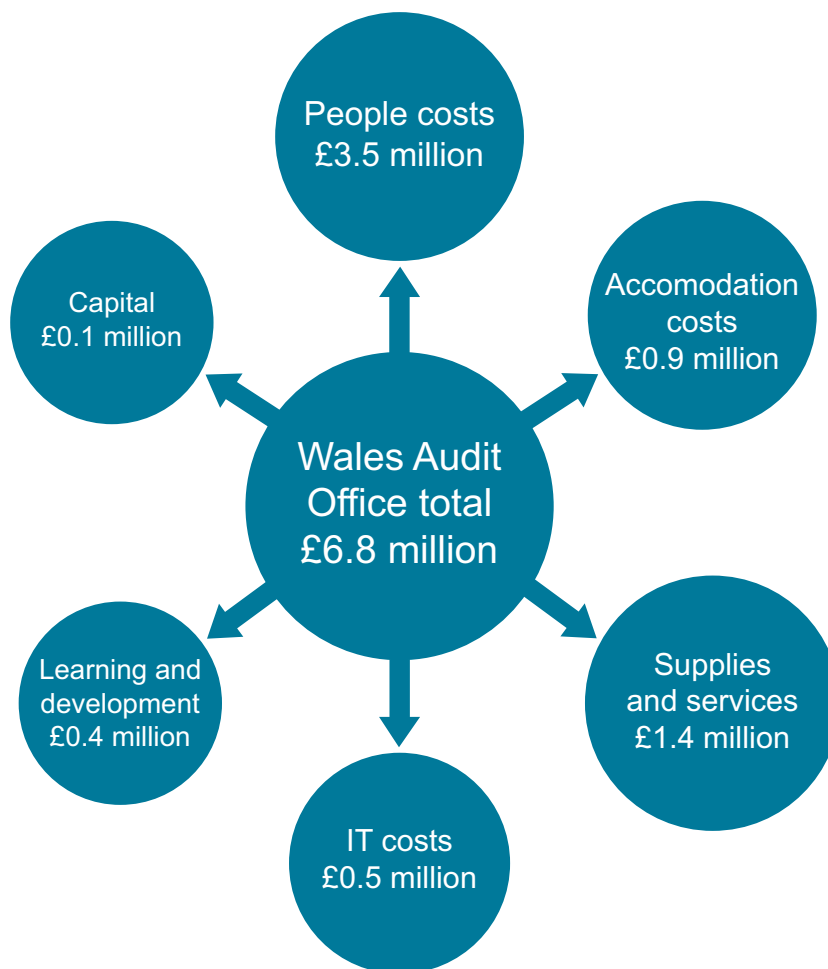 People costs
£3.5 million
Accomodation
costs
£0.9 million
Capital
£0.1 million
Wales Audit
Office total
£6.8 million
Learning and
development
£0.4 million
Supplies
and services
£1.4 million
IT costs
£0.5 million